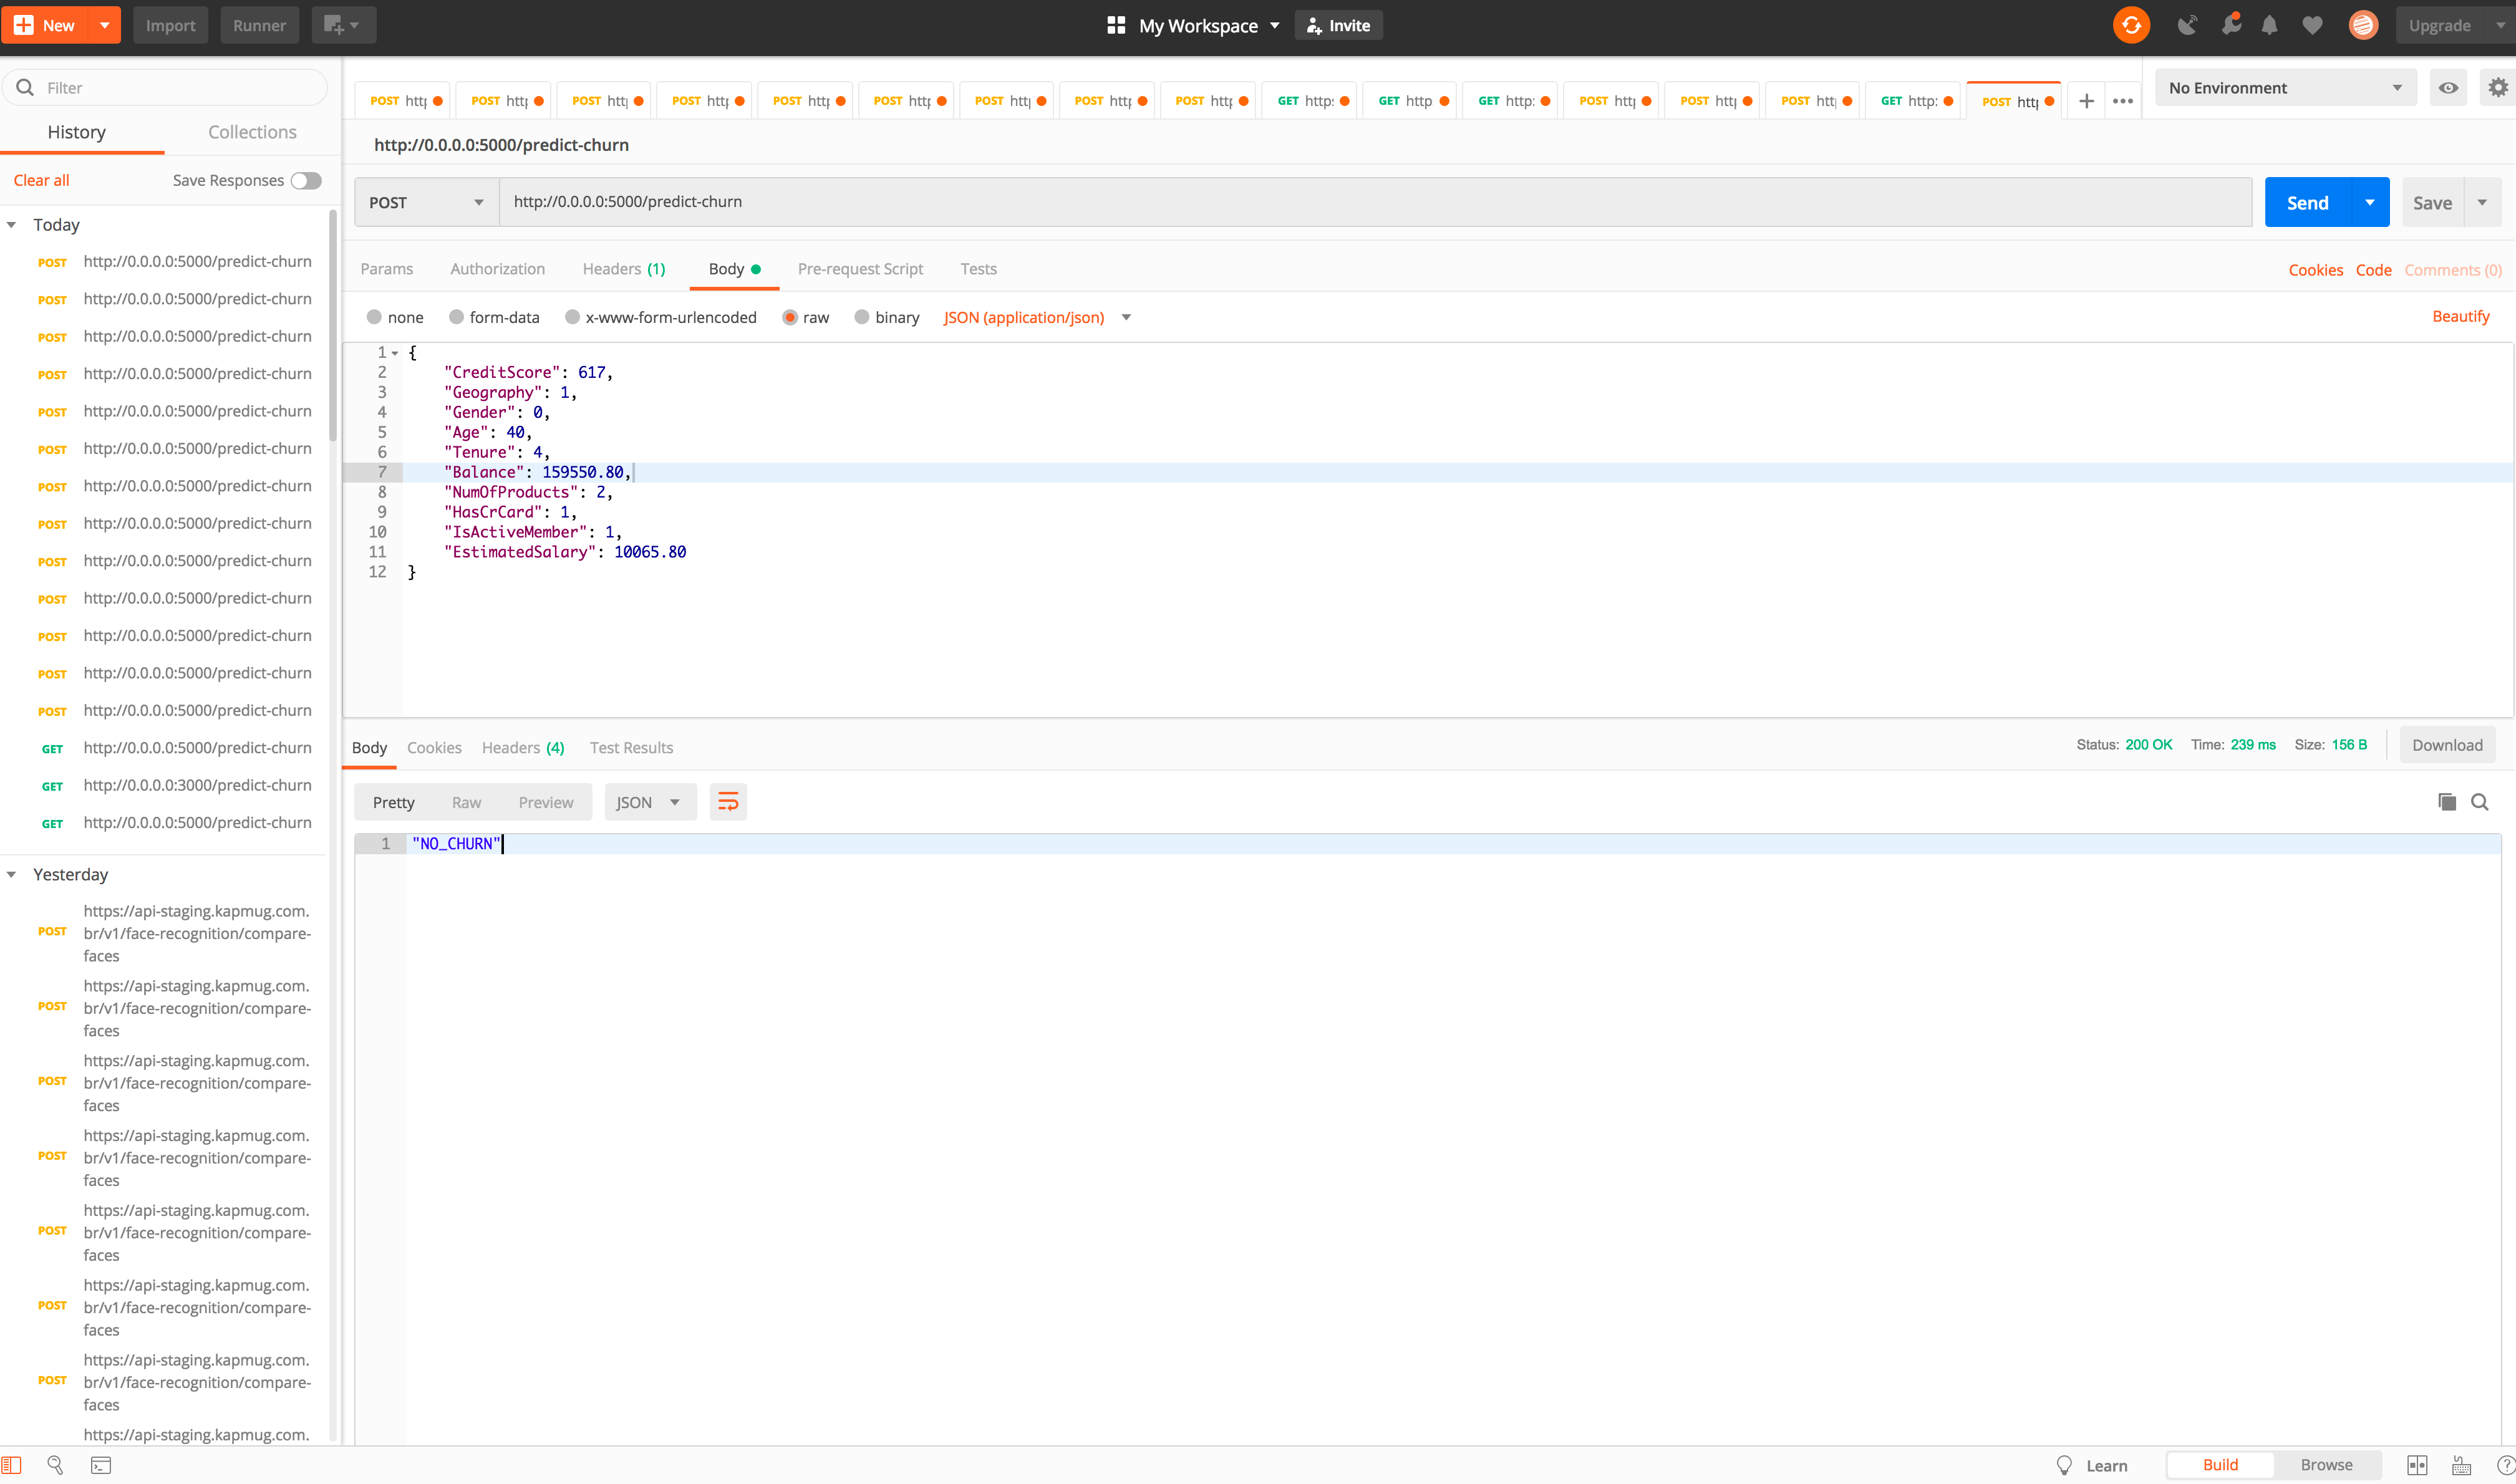 New
Import
Runner
My Workspace
Invite
Upgrade
Filter
History
Collections
Clear all
Save Responses
Today
POST http://0.0.0.0:5000/predict-churn
POST http://0.0.0.0:5000/predict-churn
POST http://0.0.0.0:5000/predict-churn
POST http://0.0.0.0:5000/predict-churn
POST http://0.0.0.0:5000/predict-churn
POST http://0.0.0.0:5000/predict-churn
POST http://0.0.0.0:5000/predict-churn
POST http://0.0.0.0:5000/predict-churn
POST http://0.0.0.0:5000/predict-churn
POST http://0.0.0.0:5000/predict-churn
POST http://0.0.0.0:5000/predict-churn
POST http://0.0.0.0:5000/predict-churn
POST http://0.0.0.0:5000/predict-churn
GET http://0.0.0.0:5000/predict-churn
GET http://0.0.0.0:3000/predict-churn
GET http://0.0.0.0:5000/predict-churn
Yesterday
https://api-staging.kapmug.com.
POST br/v1/face-recognition/compare-
faces
https://api-staging.kapmug.com.
POST br/v1/face-recognition/compare-
faces
https://api-staging.kapmug.com.
POST br/v1/face-recognition/compare-
faces
https://api-staging.kapmug.com.
POST br/v1/face-recognition/compare-
faces
https://api-staging.kapmug.com.
POST br/v1/face-recognition/compare-
faces
https://api-staging.kapmug.com.
POST br/v1/face-recognition/compare-
faces
https://api-staging.kapmug.com.
POST br/v1/face-recognition/compare-
faces
https://api-staging.kapmug.com.
POST http POST http POST http POST http POST http POST http POST http POST http POST http GET http: GET http GET http: POST http POST http POST http GET http: POST http
No Environment
http://0.0.0.0:5000/predict-churn
POST http://0.0.0.0:5000/predict-churn
Send
Save
Params Authorization Headers (1) Body Pre-request Script Tests
Cookies Code Comments (0)
none form-data x-www-form-urlencoded raw binary JSON (application/json)
Beautify
1 {
2 "CreditScore": 617,
3 "Geography": 1,
4 "Gender": 0,
5 "Age": 40,
6 "Tenure": 4,
7 "Balance": 159550.80,
8 "NumOfProducts": 2,
9 "HasCrCard": 1,
10 "IsActiveMember": 1,
11 "EstimatedSalary": 10065.80
12 }
Body Cookies Headers (4) Test Results
Status: 200 OK Time: 239 ms Size: 156 B
Download
Pretty Raw Preview JSON
1 "NO_CHURN"
Learn
Build
Browse